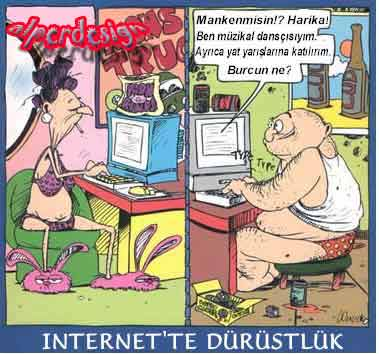 alpardesign
Mankenmisin!? Harika!
Ben müzikal dansçısıyım.
Ayrıca yat yarışlarına katılırım.
Burcun ne?
TYPE
TYPE
INTERNET'TE DÜRÜSTLÜK